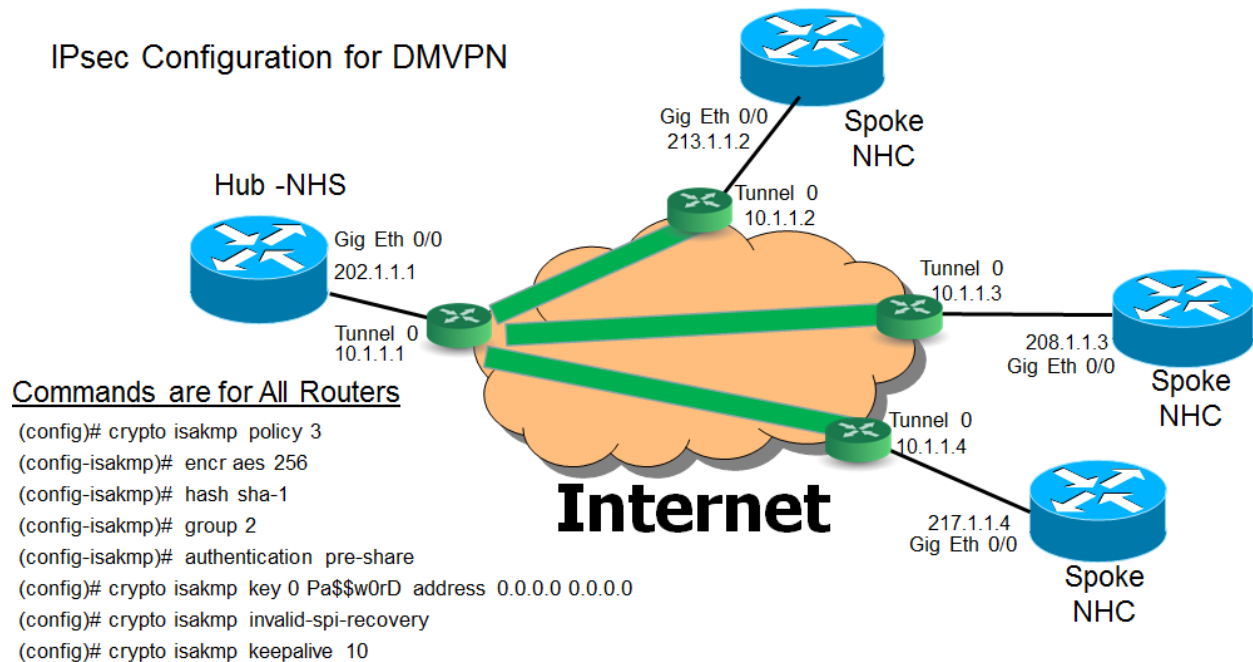 IPsec Configuration for DMVPN
Gig Eth 0/0
213.1.1.2
Spoke
NHC
Hub -NHS
Tunnel 0
10.1.1.2
Gig Eth 0/0
202.1.1.1
Tunnel 0
10.1.1.3
Tunnel 0
10.1.1.1
208.1.1.3
Gig Eth 0/0
Spoke
NHC
Commands are for All Routers
Tunnel 0
10.1.1.4
(config)# crypto isakmp policy 3
(config-isakmp)# encr aes 256
(config-isakmp)# hash sha-1
(config-isakmp)# group 2
(config-isakmp)# authentication pre-share
(config)# crypto isakmp key 0 Pa$$w0rD address 0.0.0.0 0.0.0.0
(config)# crypto isakmp invalid-spi-recovery
(config)# crypto isakmp keepalive 10
Internet
217.1.1.4
Gig Eth 0/0
Spoke
NHC